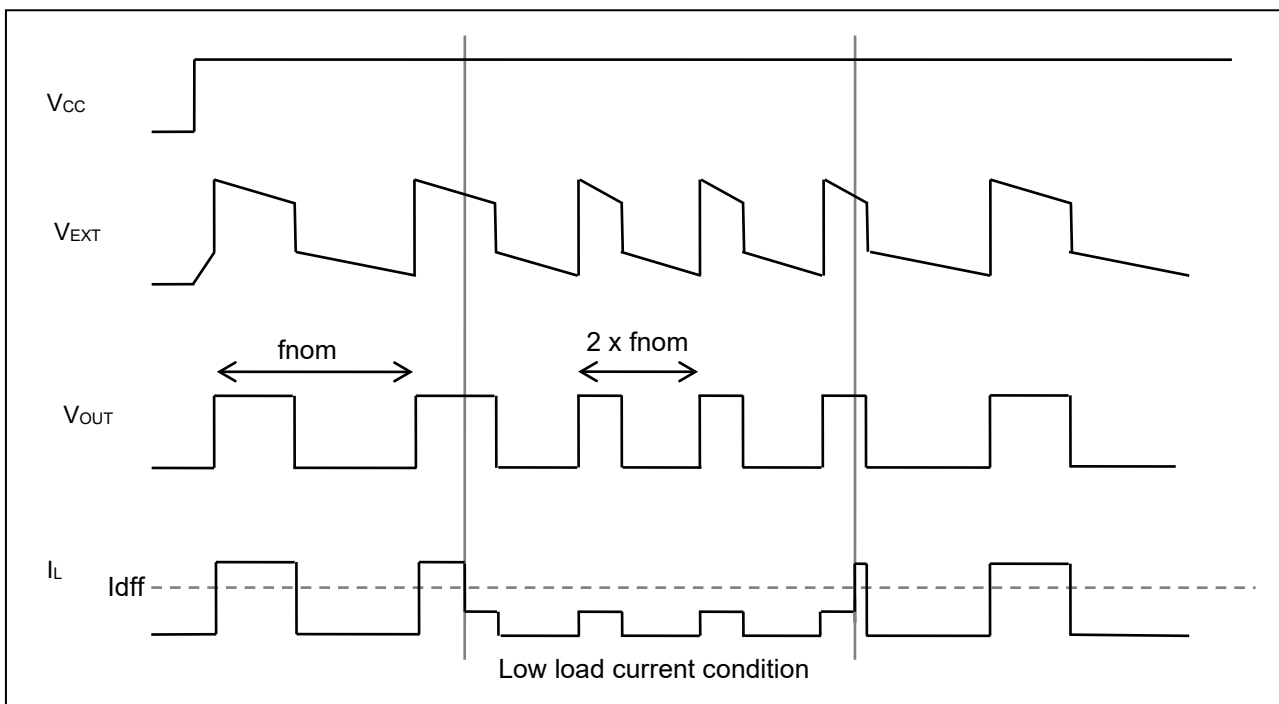 VCC
VEXT
fnom
2 x fnom
VOUT
IL
Idff
Low load current condition